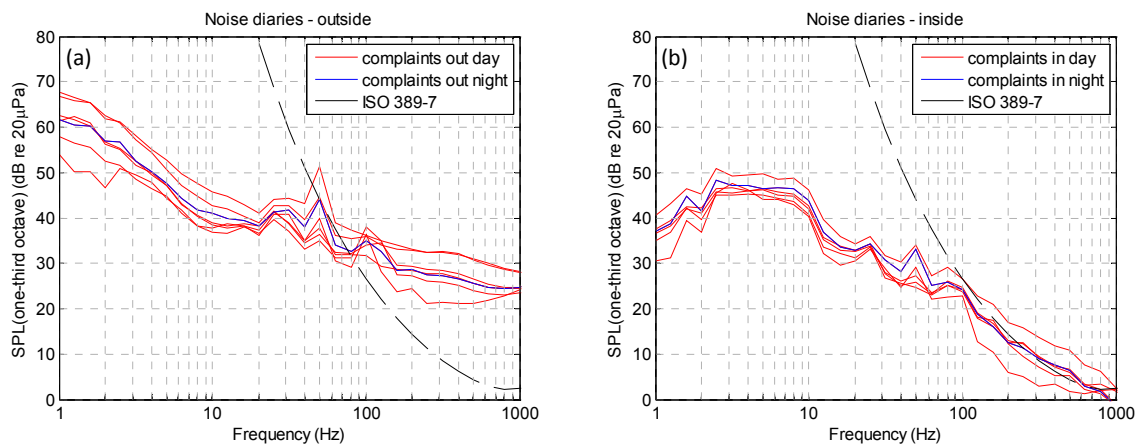 Noise diaries - outside
(a)
complaints out day
complaints out night
ISO 389-7
80
70
60
50
40
30
20
10
0
SPL(one-third octave) (dB re 20µPa)
1
10
100
1000
Frequency (Hz)
Noise diaries - inside
(b)
complaints in day
complaints in night
ISO 389-7
80
70
60
50
40
30
20
10
0
SPL(one-third octave) (dB re 20µPa)
1
10
100
1000
Frequency (Hz)